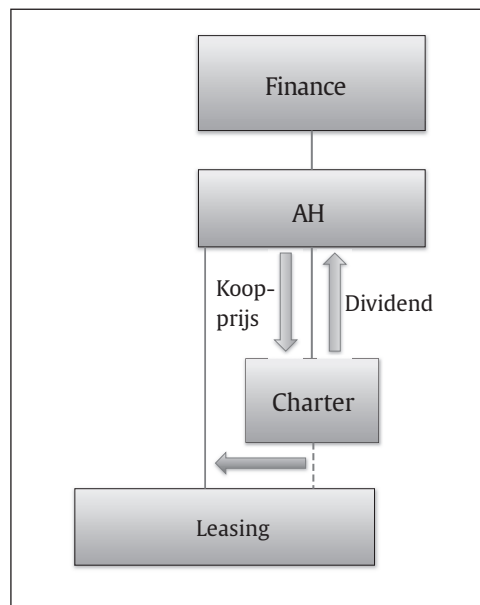 Finance
AH
Koop-
prijs
Dividend
Charter
Leasing